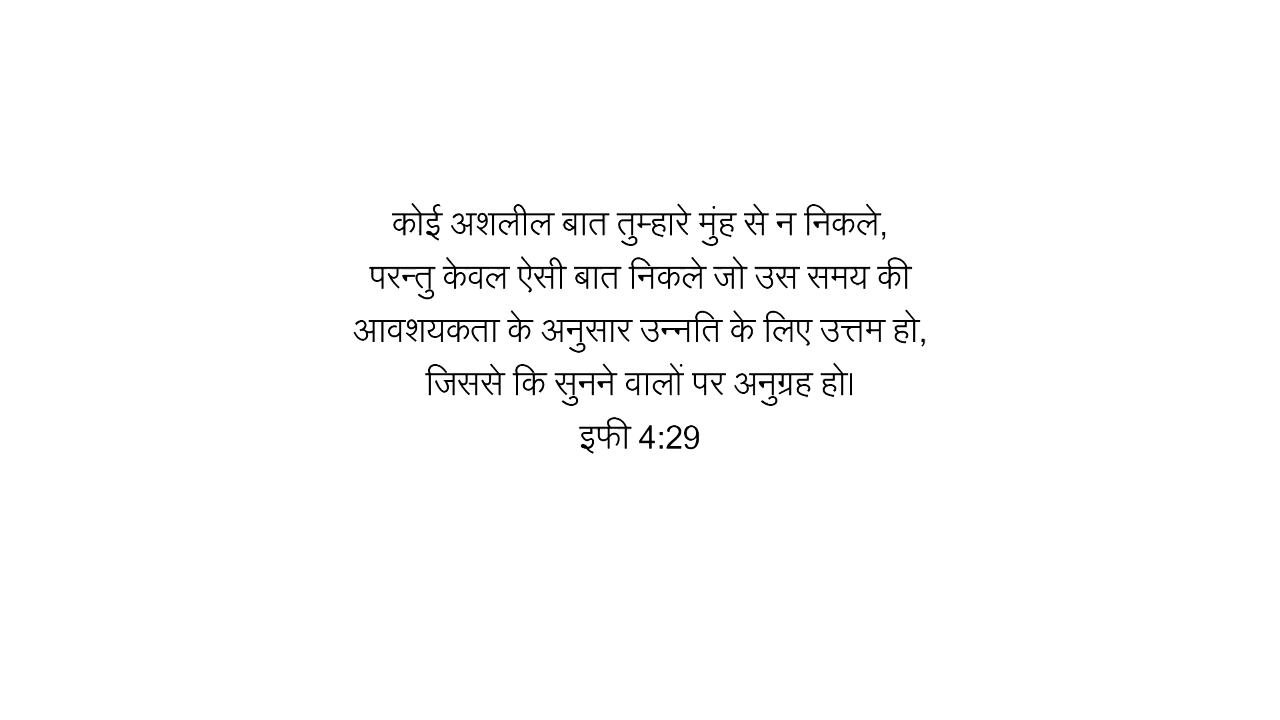 कोई अशलील बात तुम्हारे मुंह से न निकले,
परन्तु केवल ऐसी बात निकले जो उस समय की
आवशयकता के अनुसार उन्नति के लिए उत्तम हो,
जिससे कि सुनने वालों पर अनुग्रह हो।
इफी 4:29